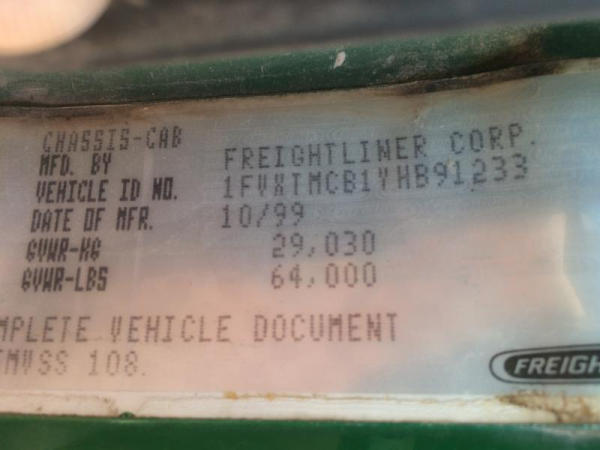 CHASSIS-CAB
MFD. BY FREIGHTLINER CORP.
VEHICLE ID NO. 1FVXTMCB1YHB91233
DATE OF MFR. 10/99
GVWR-KG 29,030
GVWR-LBS 64,000
MPLETE VEHICLE DOCUMENT
FMVSS 108.
FREIGH